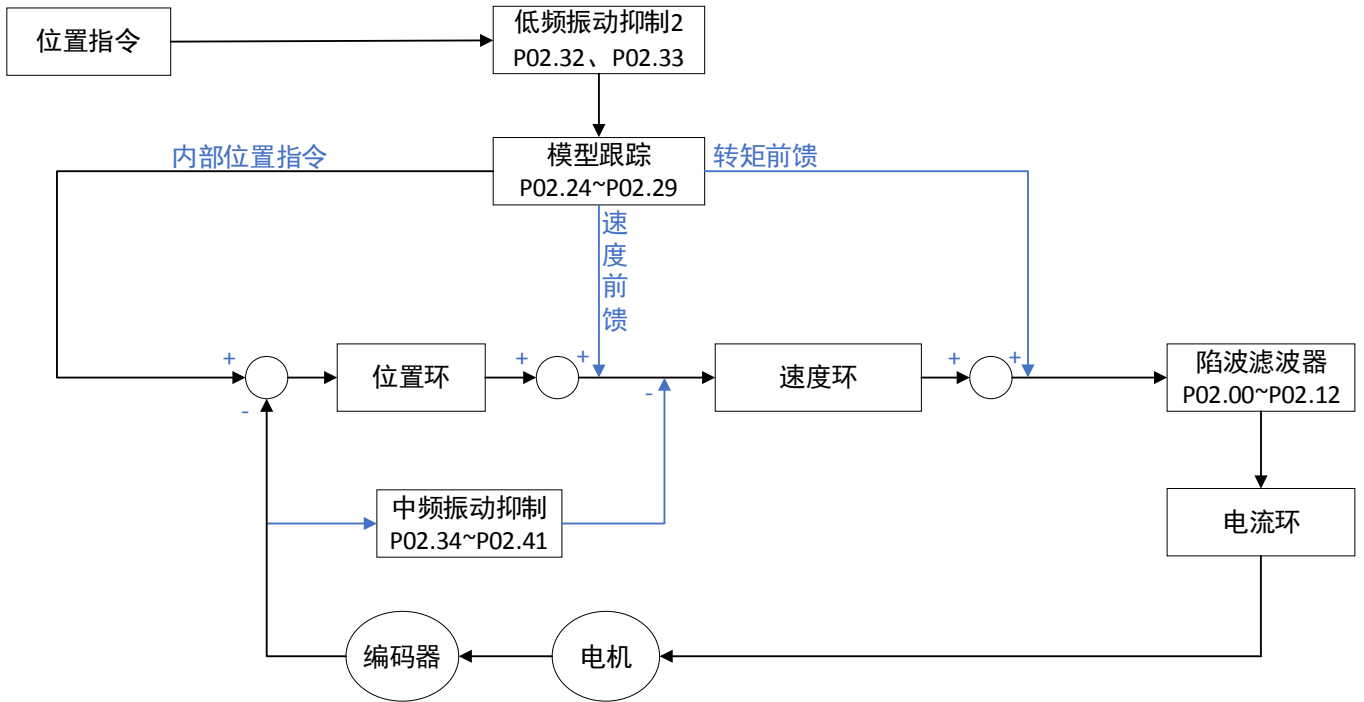 位置指令
低频振动抑制2
P02.32、P02.33
内部位置指令
模型跟踪
P02.24~P02.29
转矩前馈
速
度
前
馈
+
-
位置环
+
+
-
速度环
+
+
陷波滤波器
P02.00~P02.12
中频振动抑制
P02.34~P02.41
电流环
编码器
电机